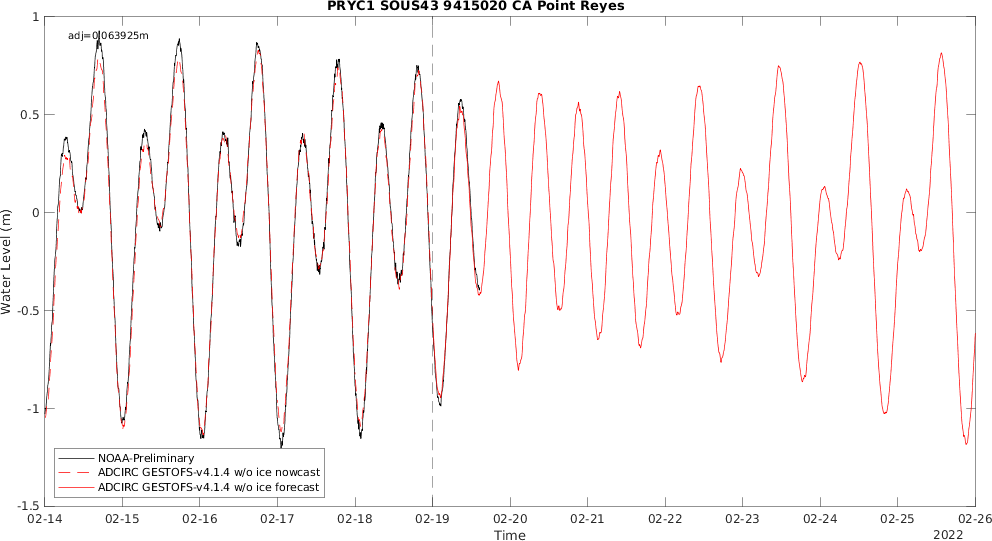 PRYC1 SOUS43 9415020 CA Point Reyes
adj=0.063925m
1
0.5
0
-0.5
-1
-1.5
Water Level (m)
NOAA-Preliminary
ADCIRC GESTOFS-v4.1.4 w/o ice nowcast
ADCIRC GESTOFS-v4.1.4 w/o ice forecast
02-14 02-15 02-16 02-17 02-18 02-19 02-20 02-21 02-22 02-23 02-24 02-25 02-26
Time
2022